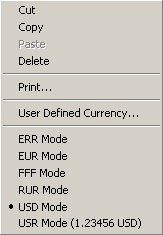 Cut
Copy
Paste
Delete
Print...
User Defined Currency...
ERR Mode
EUR Mode
FFF Mode
RUR Mode
USD Mode
USR Mode (1.23456 USD)